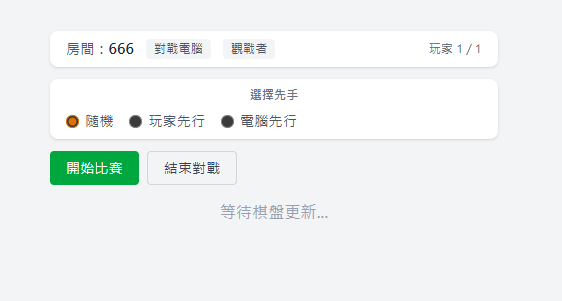 房間：666 對戰電腦 觀戰者 玩家 1 / 1
選擇先手
隨機 玩家先行 電腦先行
開始比賽 結束對戰
等待棋盤更新...